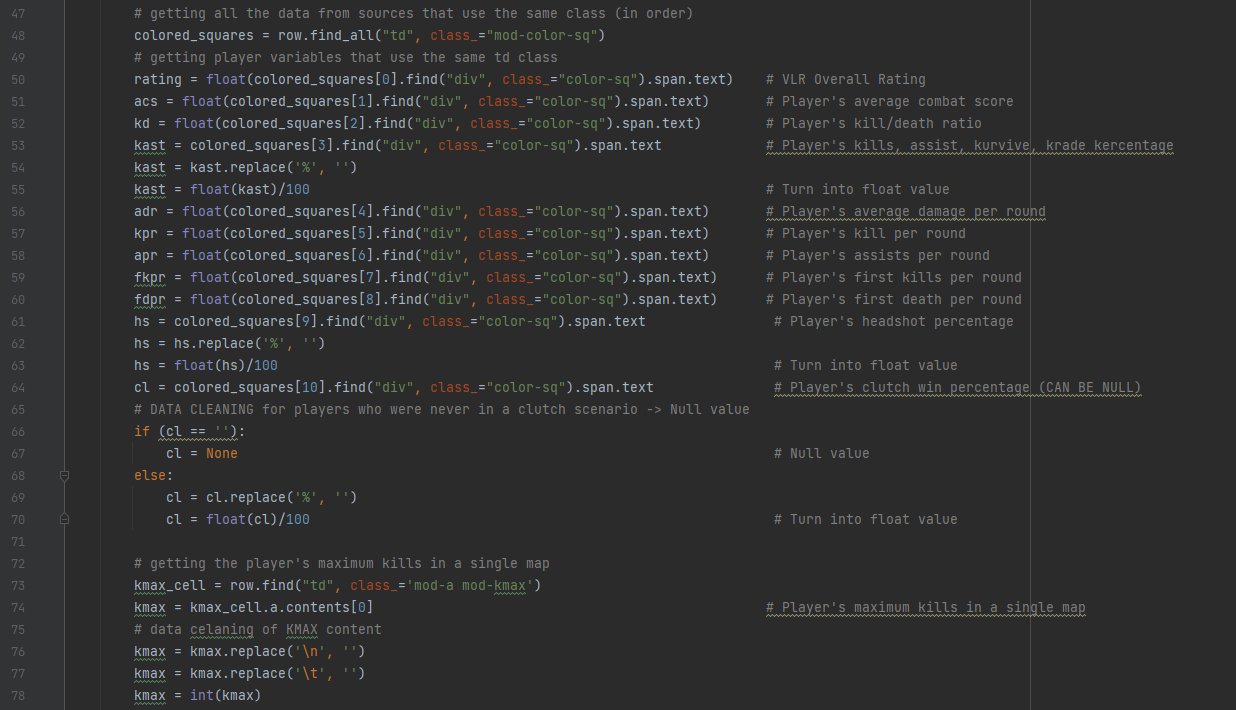 47 # getting all the data from sources that use the same class (in order)
48 colored_squares = row.find_all("td", class_="mod-color-sq")
49 # getting player variables that use the same td class
50 rating = float(colored_squares[0].find("div", class_="color-sq").span.text) # VLR Overall Rating
51 acs = float(colored_squares[1].find("div", class_="color-sq").span.text) # Player's average combat score
52 kd = float(colored_squares[2].find("div", class_="color-sq").span.text) # Player's kill/death ratio
53 kast = colored_squares[3].find("div", class_="color-sq").span.text # Player's kills, assist, kurvive, krade kercentage
54 kast = kast.replace('%', '')
55 kast = float(kast)/100 # Turn into float value
56 adr = float(colored_squares[4].find("div", class_="color-sq").span.text) # Player's average damage per round
57 kpr = float(colored_squares[5].find("div", class_="color-sq").span.text) # Player's kill per round
58 apr = float(colored_squares[6].find("div", class_="color-sq").span.text) # Player's assists per round
59 fkpr = float(colored_squares[7].find("div", class_="color-sq").span.text) # Player's first kills per round
60 fdpr = float(colored_squares[8].find("div", class_="color-sq").span.text) # Player's first death per round
61 hs = colored_squares[9].find("div", class_="color-sq").span.text # Player's headshot percentage
62 hs = hs.replace('%', '')
63 hs = float(hs)/100 # Turn into float value
64 cl = colored_squares[10].find("div", class_="color-sq").span.text # Player's clutch win percentage (CAN BE NULL)
65 # DATA CLEANING for players who were never in a clutch scenario -> Null value
66 if (cl == ''):
67 cl = None # Null value
68 else:
69 cl = cl.replace('%', '')
70 cl = float(cl)/100 # Turn into float value
71
72 # getting the player's maximum kills in a single map
73 kmax_cell = row.find("td", class_='mod-a mod-kmax')
74 kmax = kmax_cell.a.contents[0] # Player's maximum kills in a single map
75 # data celaning of KMAX content
76 kmax = kmax.replace('\n', '')
77 kmax = kmax.replace('\t', '')
78 kmax = int(kmax)